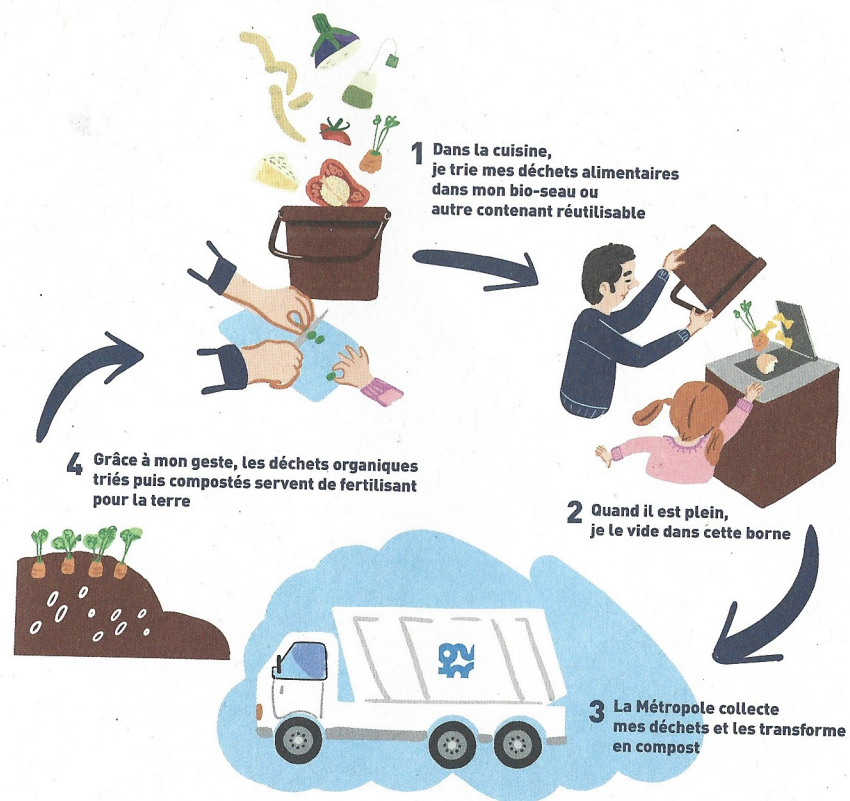 1 Dans la cuisine,
je trie mes déchets alimentaires
dans mon bio-seau ou
autre contenant réutilisable
2 Quand il est plein,
je le vide dans cette borne
3 La Métropole collecte
mes déchets et les transforme
en compost
4 Grâce à mon geste, les déchets organiques
triés puis compostés servent de fertilisant
pour la terre